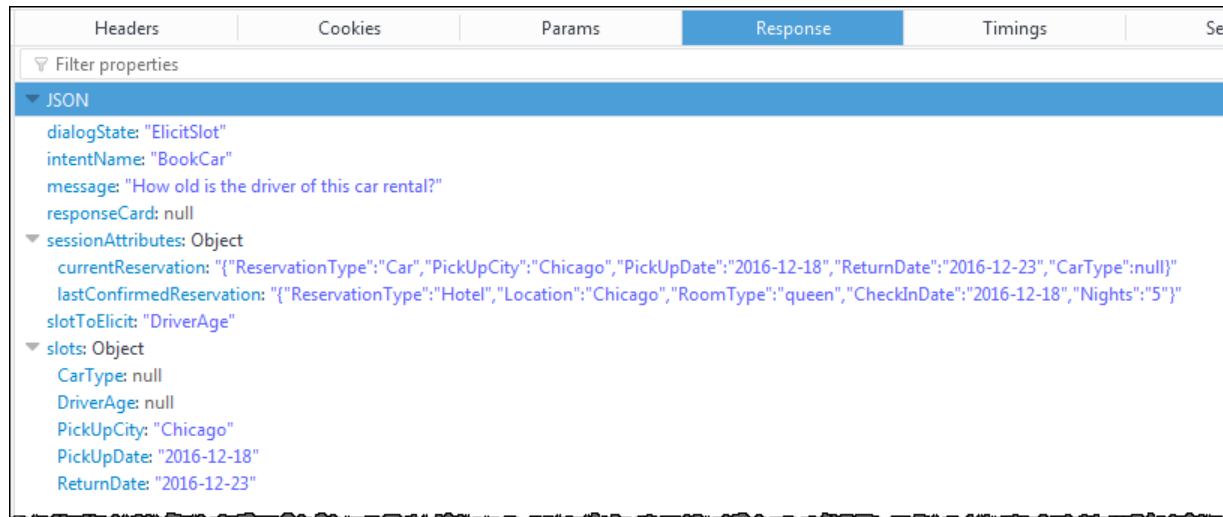 Headers Cookies Params Response Timings Se
Filter properties
JSON
dialogState: "ElicitSlot"
intentName: "BookCar"
message: "How old is the driver of this car rental?"
responseCard: null
sessionAttributes: Object
currentReservation: "{"ReservationType":"Car","PickUpCity":"Chicago","PickUpDate":"2016-12-18","ReturnDate":"2016-12-23","CarType":null}"
lastConfirmedReservation: "{"ReservationType":"Hotel","Location":"Chicago","RoomType":"queen","CheckInDate":"2016-12-18","Nights":"5"}"
slotToElicit: "DriverAge"
slots: Object
CarType: null
DriverAge: null
PickUpCity: "Chicago"
PickUpDate: "2016-12-18"
ReturnDate: "2016-12-23"